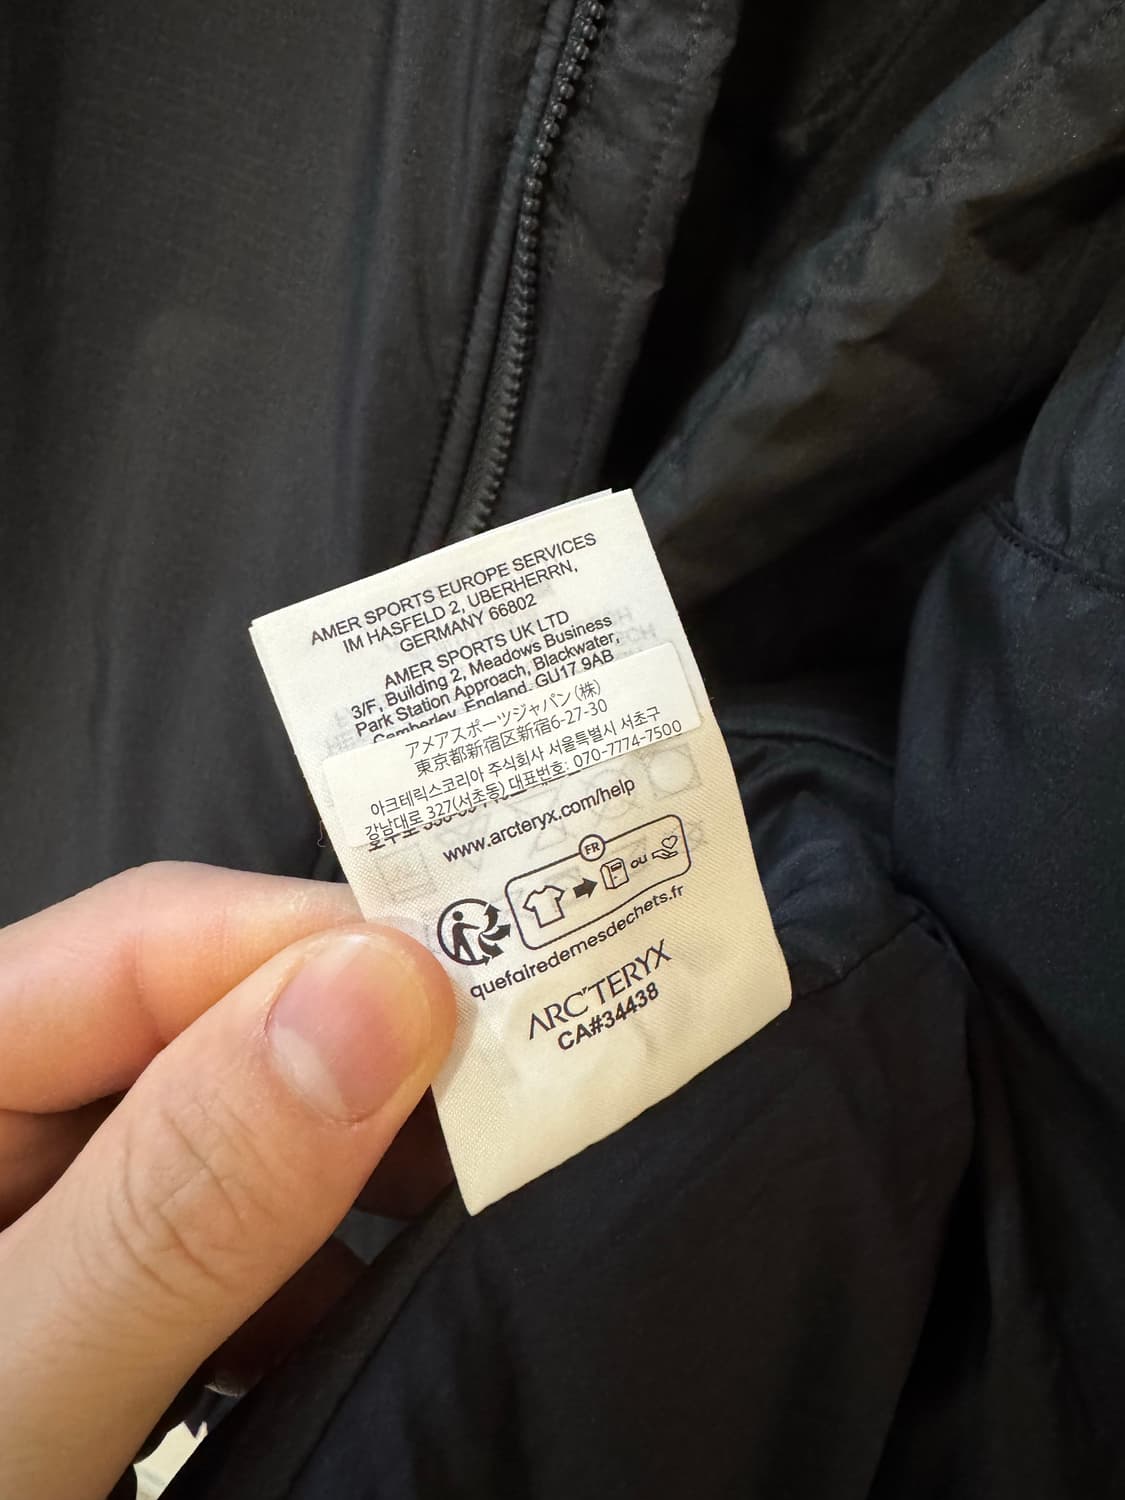 AMER SPORTS EUROPE SERVICES
IM HASFELD 2, UBERHERRN,
GERMANY 66802
AMER SPORTS UK LTD
3/F, Building 2, Meadows Business
Park Station Approach, Blackwater,
Camberley, England, GU17 9AB
アメアスポーツジャパン(株)
東京都新宿区新宿6-27-30
아크테릭스코리아 주식회사 서울특별시 서초구
강남대로 327(서초동) 대표번호: 070-7774-7500
www.arcteryx.com/help
FR
ou
quefairedemesdechets.fr
ARC'TERYX
CA#34438